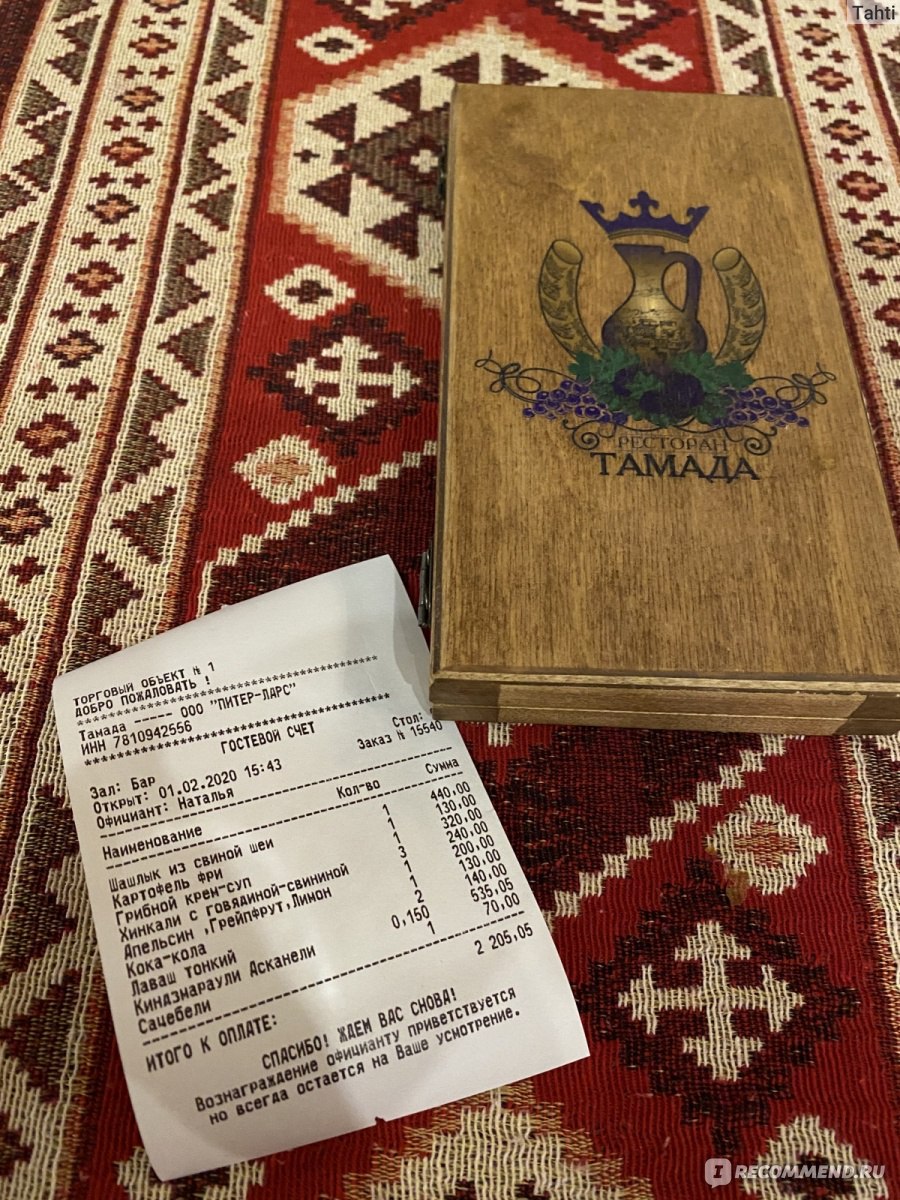 Tahti
РЕСТОРАН
ТАМАДА
ТОРГОВЫЙ ОБЪЕКТ № 1
ДОБРО ПОЖАЛОВАТЬ !
****************************************
Тамада ----- ООО "ПИТЕР-ЛАРС"
ИНН 7810942556
****************************************
ГОСТЕВОЙ СЧЕТ
Стол:
Зал: Бар Заказ № 15540
Открыт: 01.02.2020 15:43
Официант: Наталья
Наименование Кол-во Сумма
Шашлык из свиной шеи 1 440,00
Картофель фри 1 130,00
Грибной крем-суп 1 320,00
Хинкали с говядиной-свининой 3 240,00
Апельсин ,Грейпфрут,Лимон 1 200,00
Кока-кола 1 130,00
Лаваш тонкий 2 140,00
Киндзмараули Асканели 0,150 535,05
Сацебели 1 70,00
ИТОГО К ОПЛАТЕ: 2 205,05
СПАСИБО! ЖДЕМ ВАС СНОВА!
Вознаграждение официанту приветствуется
но всегда остается на Ваше усмотрение.
IRECOMMEND.RU